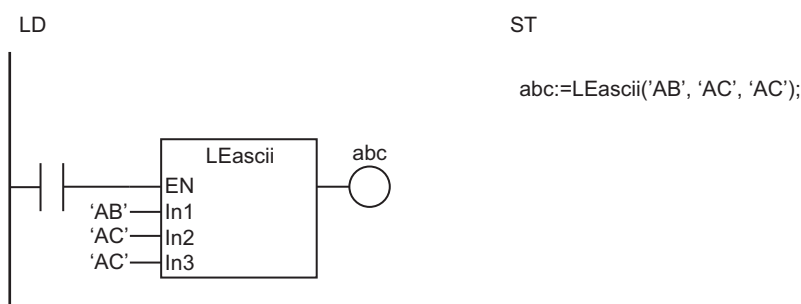 LD
ST
abc:=LEascii('AB', 'AC', 'AC');
LEascii
abc
EN
‘AB’ In1
‘AC’ In2
‘AC’ In3